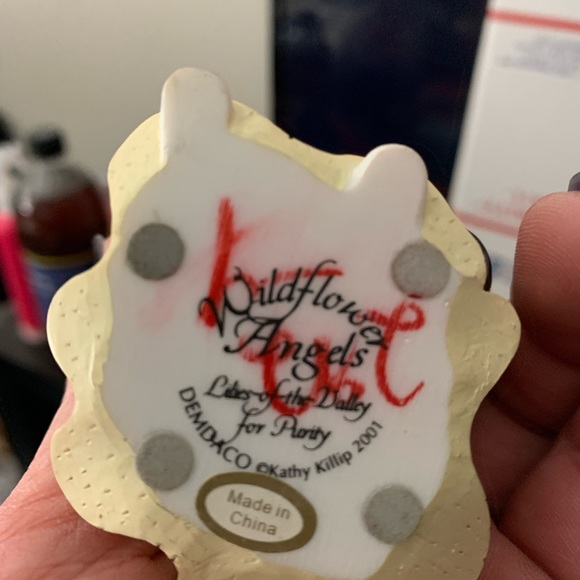 Wildflower
Angels
Lilies-of-the-Valley
for Purity
DEMDACO ©Kathy Killip 2001
Made in
China